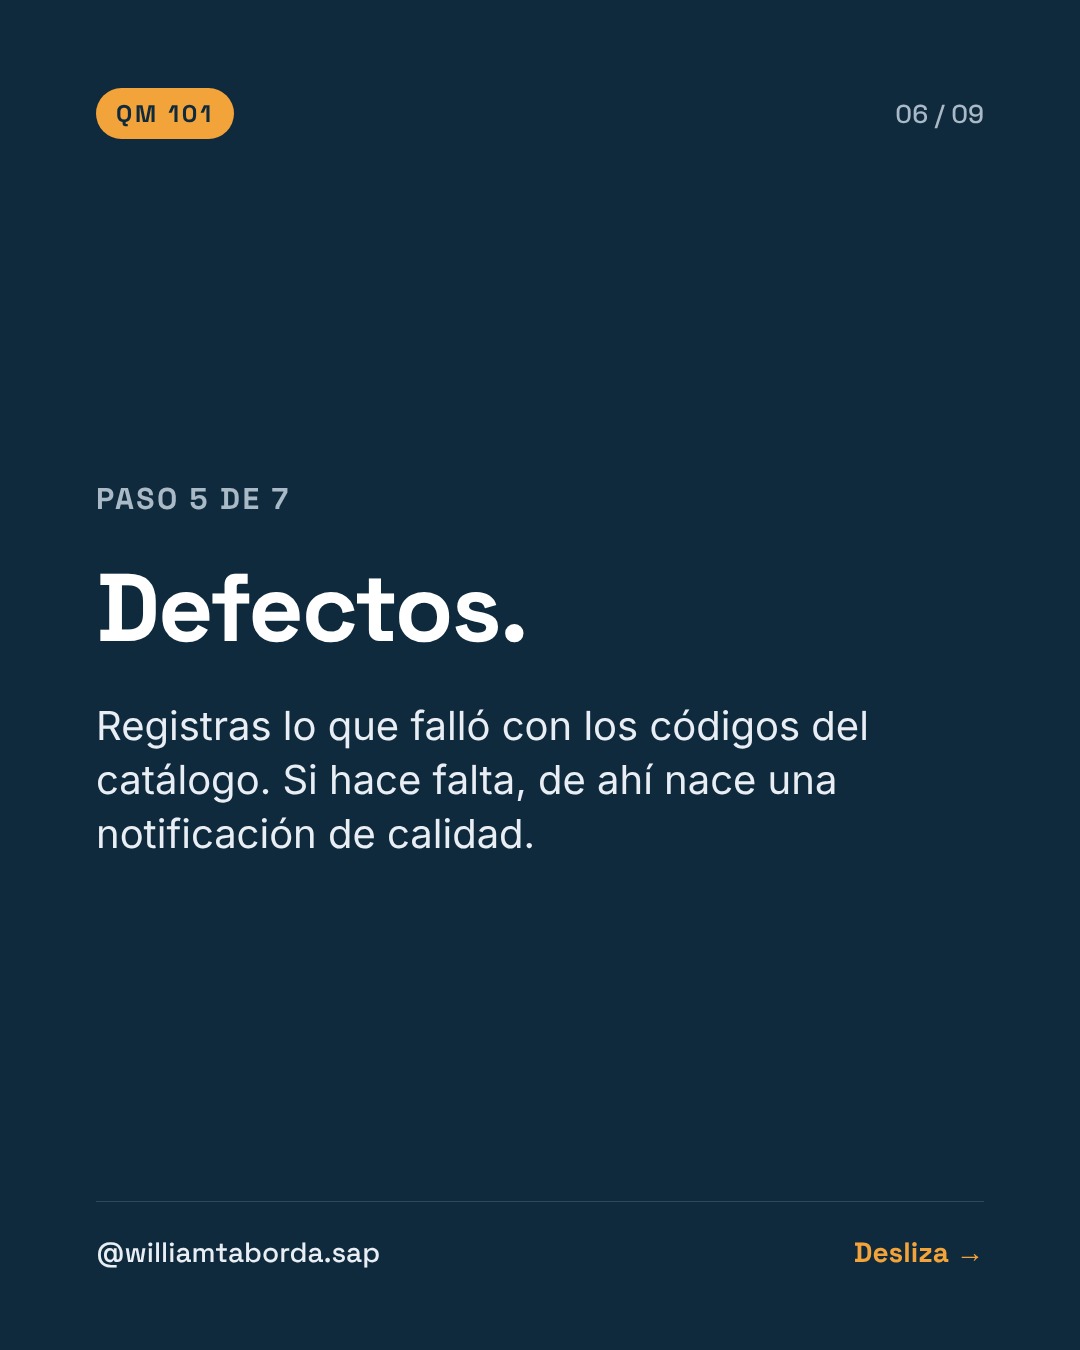 QM 101
06 / 09
PASO 5 DE 7
Defectos.
Registras lo que falló con los códigos del
catálogo. Si hace falta, de ahí nace una
notificación de calidad.
@williamtaborda.sap
Desliza →